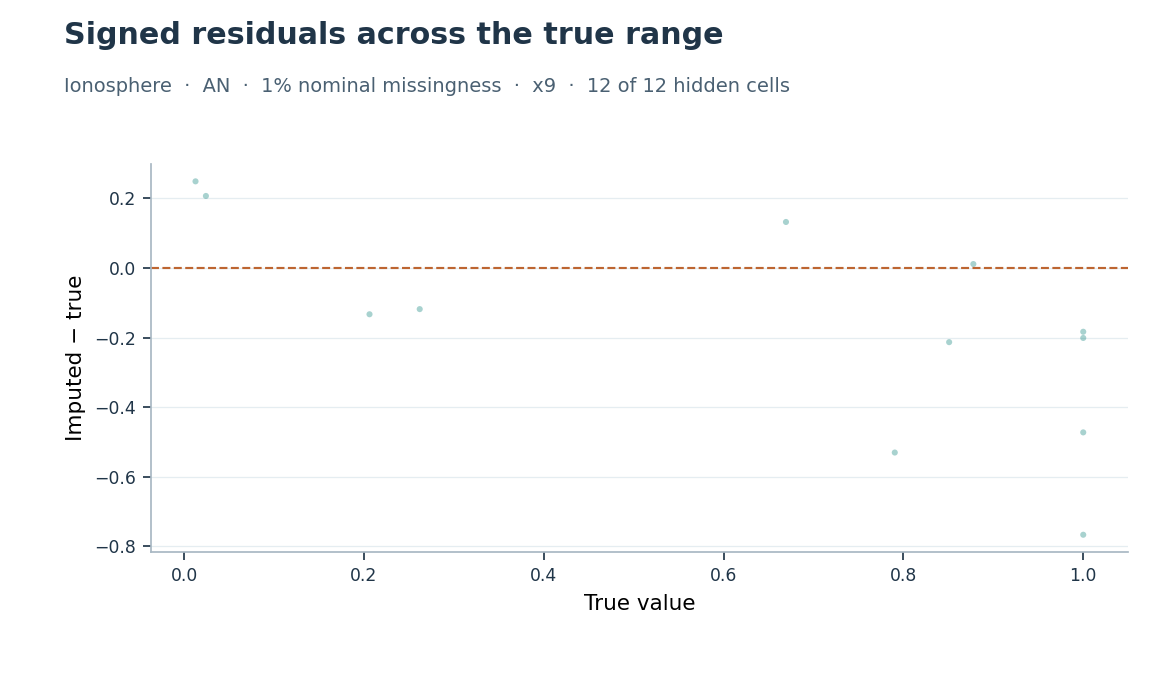 Signed residuals across the true range
Ionosphere · AN · 1% nominal missingness · x9 · 12 of 12 hidden cells
Imputed − true
0.2
0.0
−0.2
−0.4
−0.6
−0.8
0.0 0.2 0.4 0.6 0.8 1.0
True value